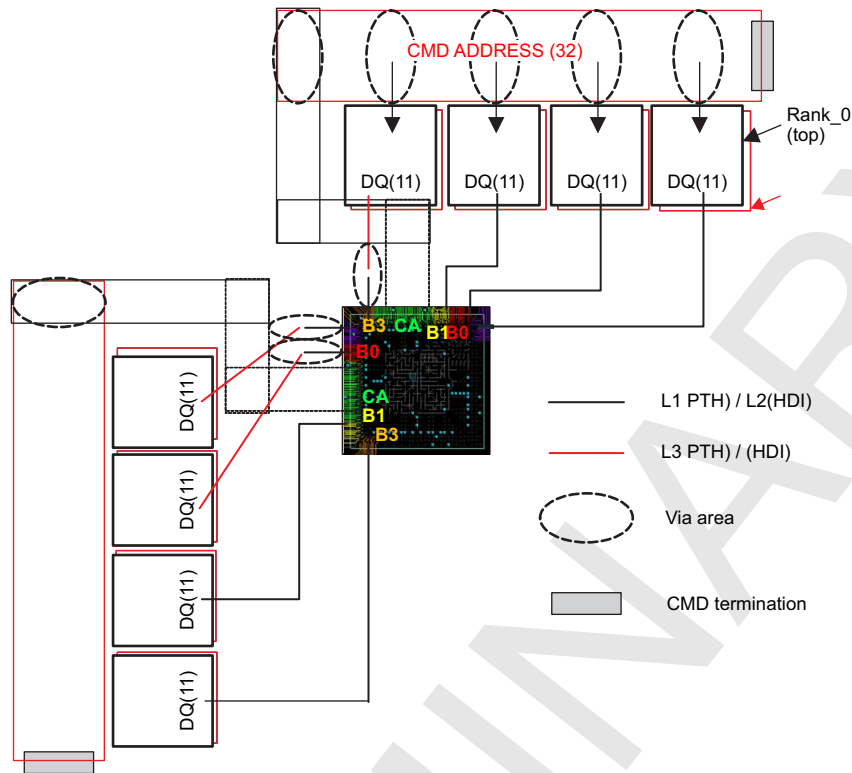 CMD ADDRESS (32)
Rank_0
(top)
DQ(11)
DQ(11)
DQ(11)
DQ(11)
B3
CA
B1
B0
B0
CA
B1
B3
DQ(11)
DQ(11)
DQ(11)
DQ(11)
L1 PTH) / L2(HDI)
L3 PTH) / (HDI)
Via area
CMD termination